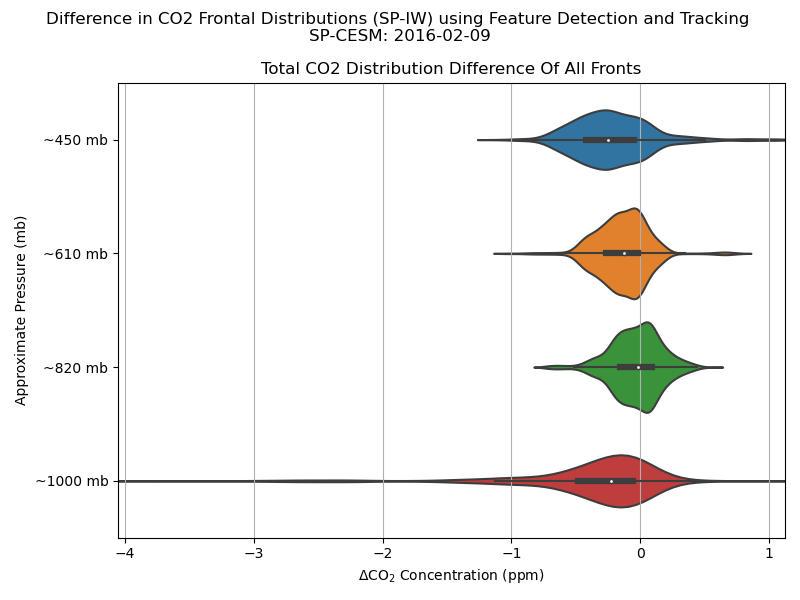 Difference in CO2 Frontal Distributions (SP-IW) using Feature Detection and Tracking
SP-CESM: 2016-02-09
Total CO2 Distribution Difference Of All Fronts
~450 mb
~610 mb
~820 mb
~1000 mb
Approximate Pressure (mb)
−4 −3 −2 −1 0 1
ΔCO₂ Concentration (ppm)